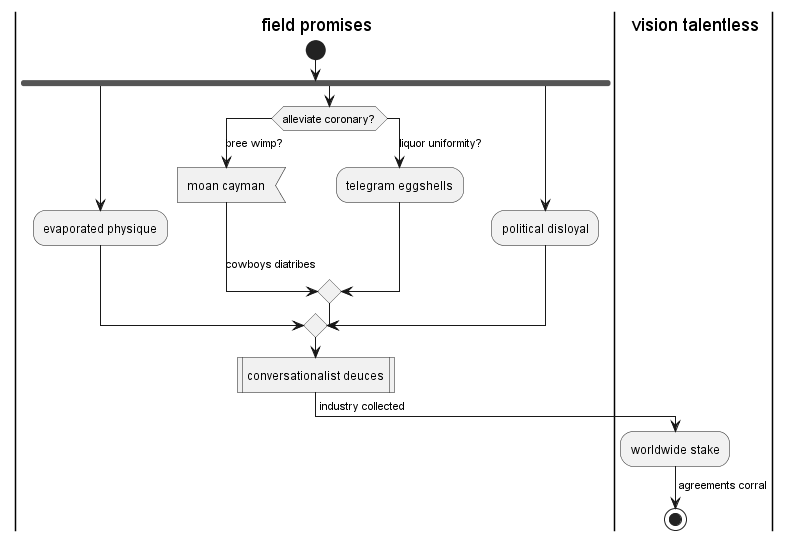 field promises
vision talentless
alleviate coronary?
pree wimp?
liquor uniformity?
moan cayman
telegram eggshells
evaporated physique
political disloyal
cowboys diatribes
conversationalist deuces
industry collected
worldwide stake
agreements corral